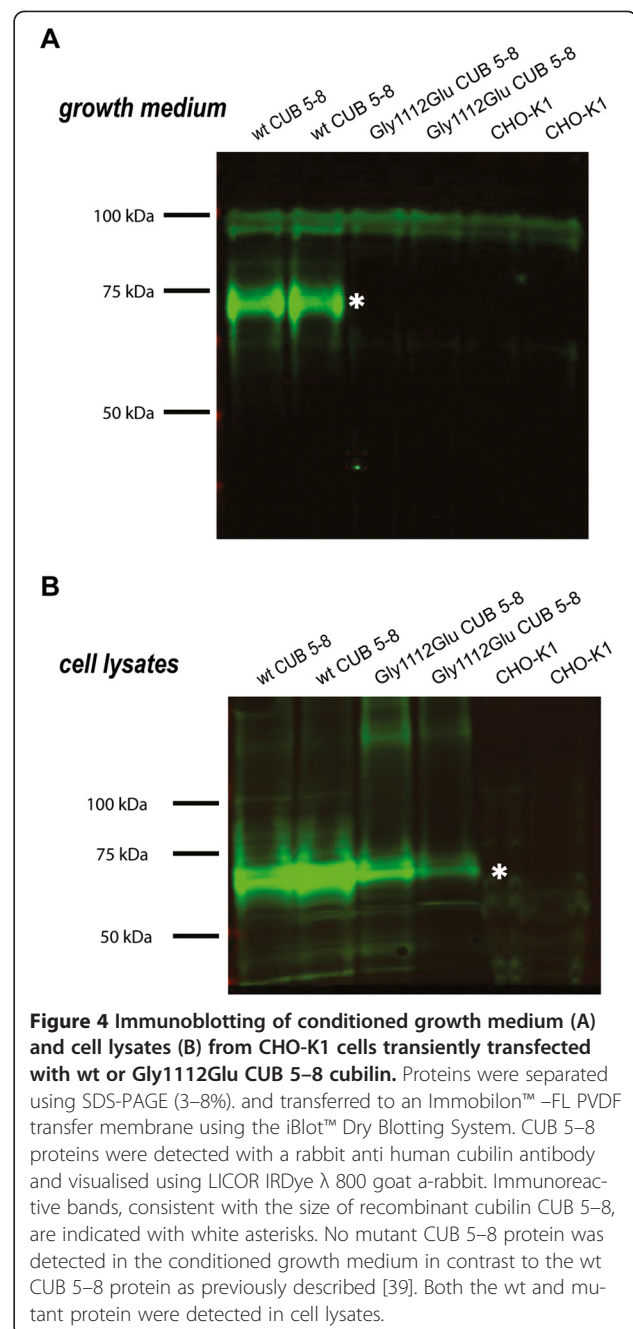 A
growth medium
wt CUB 5-8
wt CUB 5-8
Gly1112Glu CUB 5-8
Gly1112Glu CUB 5-8
CHO-K1
CHO-K1
100 kDa
75 kDa
*
50 kDa
B
cell lysates
wt CUB 5-8
wt CUB 5-8
Gly1112Glu CUB 5-8
Gly1112Glu CUB 5-8
CHO-K1
CHO-K1
100 kDa
75 kDa
*
50 kDa
Figure 4 Immunoblotting of conditioned growth medium (A)
and cell lysates (B) from CHO-K1 cells transiently transfected
with wt or Gly1112Glu CUB 5–8 cubilin. Proteins were separated
using SDS-PAGE (3–8%). and transferred to an Immobilon™ –FL PVDF
transfer membrane using the iBlot™ Dry Blotting System. CUB 5–8
proteins were detected with a rabbit anti human cubilin antibody
and visualised using LICOR IRDye λ 800 goat a-rabbit. Immunoreac-
tive bands, consistent with the size of recombinant cubilin CUB 5–8,
are indicated with white asterisks. No mutant CUB 5–8 protein was
detected in the conditioned growth medium in contrast to the wt
CUB 5–8 protein as previously described [39]. Both the wt and mu-
tant protein were detected in cell lysates.